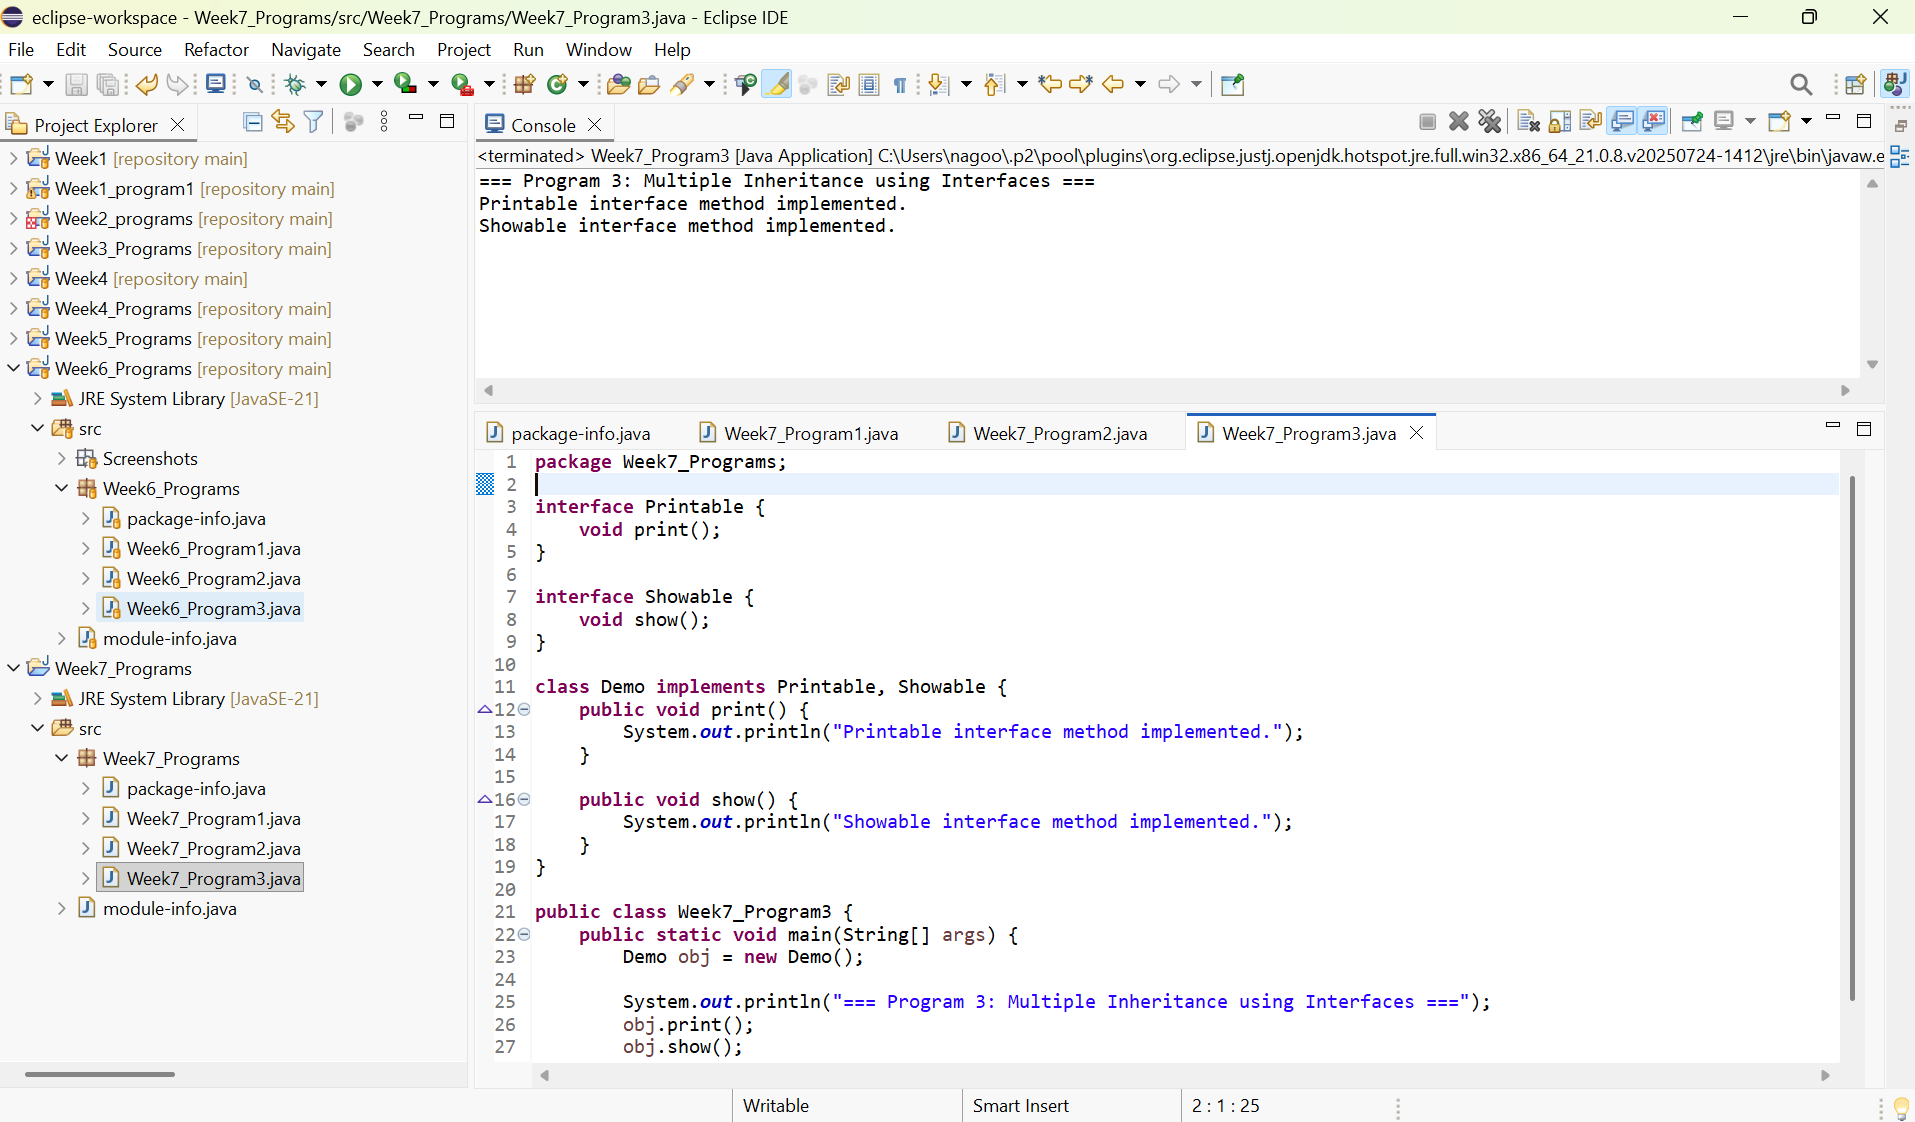 eclipse-workspace - Week7_Programs/src/Week7_Programs/Week7_Program3.java - Eclipse IDE
File Edit Source Refactor Navigate Search Project Run Window Help
Project Explorer
Week1 [repository main]
Week1_program1 [repository main]
Week2_programs [repository main]
Week3_Programs [repository main]
Week4 [repository main]
Week4_Programs [repository main]
Week5_Programs [repository main]
Week6_Programs [repository main]
JRE System Library [JavaSE-21]
src
Screenshots
Week6_Programs
package-info.java
Week6_Program1.java
Week6_Program2.java
Week6_Program3.java
module-info.java
Week7_Programs
JRE System Library [JavaSE-21]
src
Week7_Programs
package-info.java
Week7_Program1.java
Week7_Program2.java
Week7_Program3.java
module-info.java
Console
<terminated> Week7_Program3 [Java Application] C:\Users\nagoo\.p2\pool\plugins\org.eclipse.justj.openjdk.hotspot.jre.full.win32.x86_64_21.0.8.v20250724-1412\jre\bin\javaw.e
=== Program 3: Multiple Inheritance using Interfaces ===
Printable interface method implemented.
Showable interface method implemented.
package-info.java Week7_Program1.java Week7_Program2.java Week7_Program3.java
1 package Week7_Programs;
2
3 interface Printable {
4     void print();
5 }
6
7 interface Showable {
8     void show();
9 }
10
11 class Demo implements Printable, Showable {
12     public void print() {
13         System.out.println("Printable interface method implemented.");
14     }
15
16     public void show() {
17         System.out.println("Showable interface method implemented.");
18     }
19 }
20
21 public class Week7_Program3 {
22     public static void main(String[] args) {
23         Demo obj = new Demo();
24
25         System.out.println("=== Program 3: Multiple Inheritance using Interfaces ===");
26         obj.print();
27         obj.show();
Writable Smart Insert 2 : 1 : 25